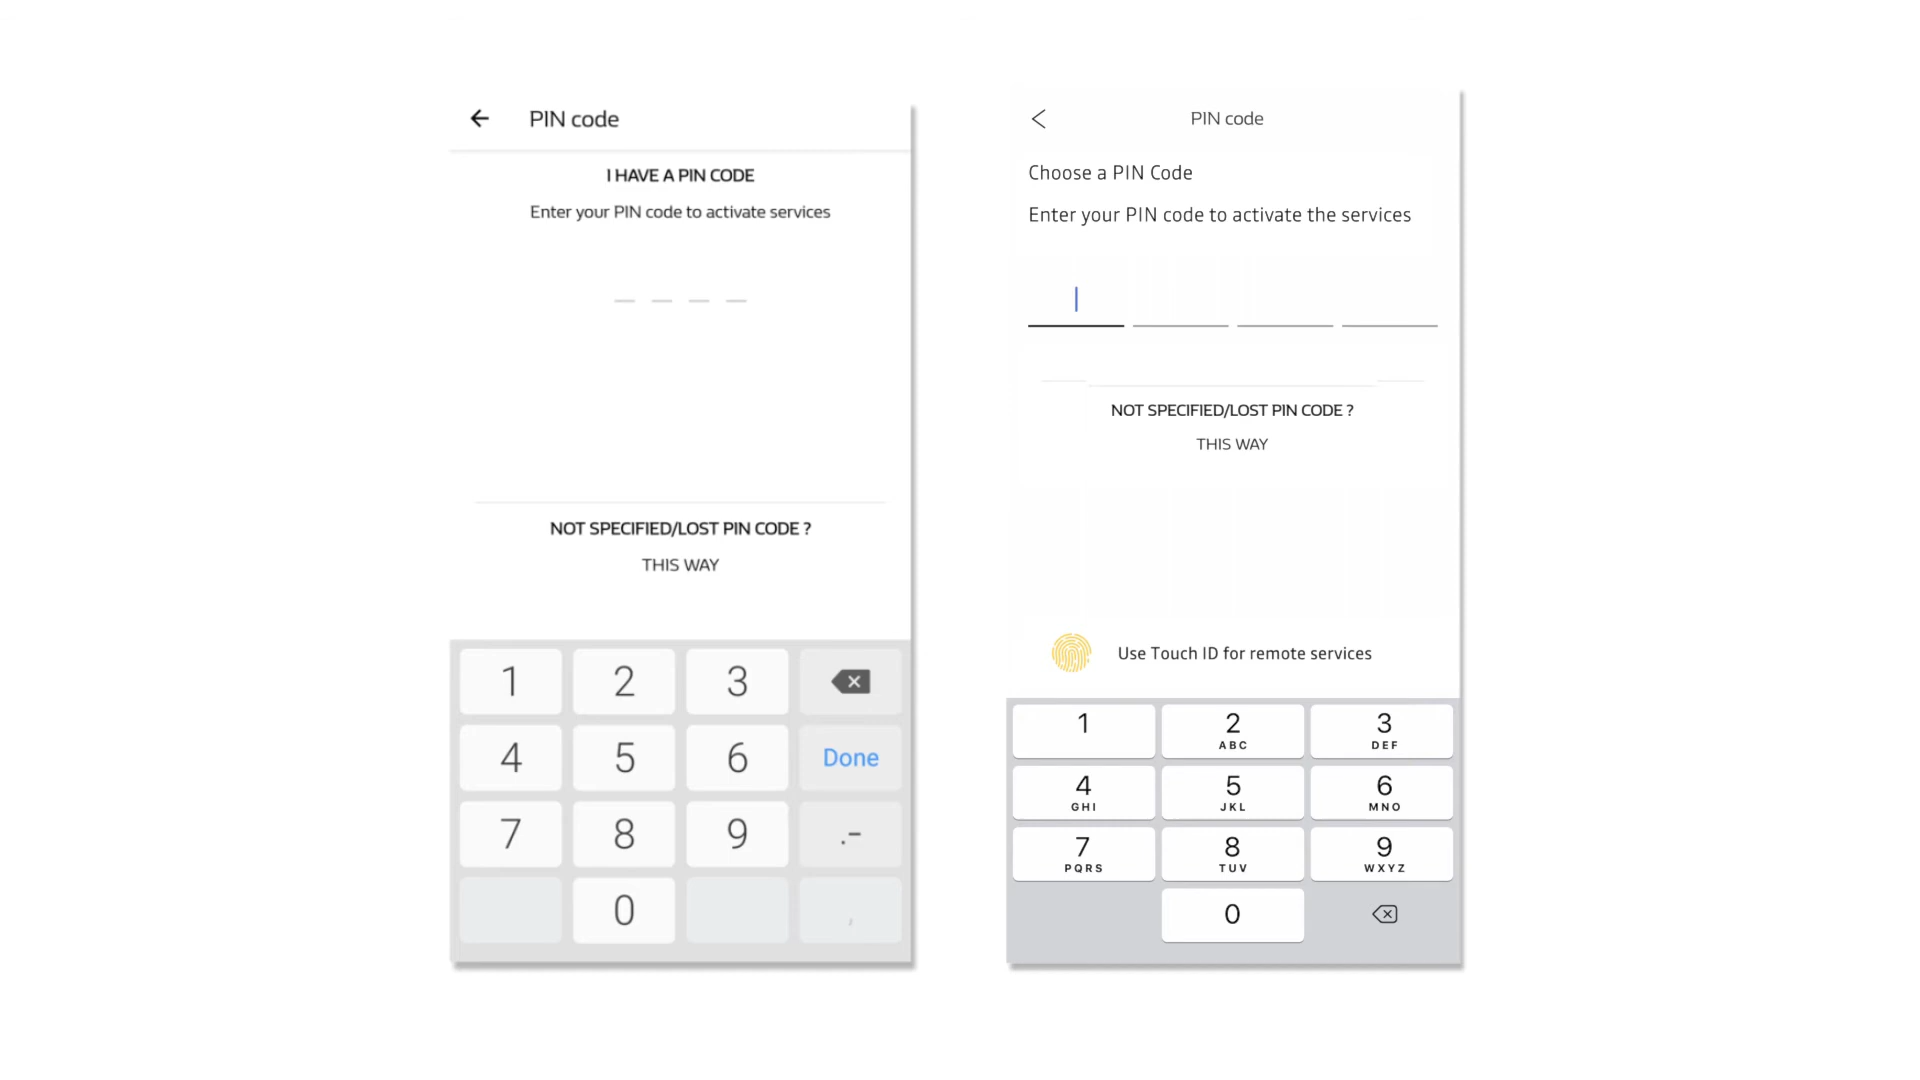 PIN code
I HAVE A PIN CODE
Enter your PIN code to activate services
NOT SPECIFIED/LOST PIN CODE ?
THIS WAY
1 2 3
4 5 6 Done
7 8 9 .-
0 ,
PIN code
Choose a PIN Code
Enter your PIN code to activate the services
NOT SPECIFIED/LOST PIN CODE ?
THIS WAY
Use Touch ID for remote services
1 2 3
ABC DEF
4 5 6
GHI JKL MNO
7 8 9
PQRS TUV WXYZ
0